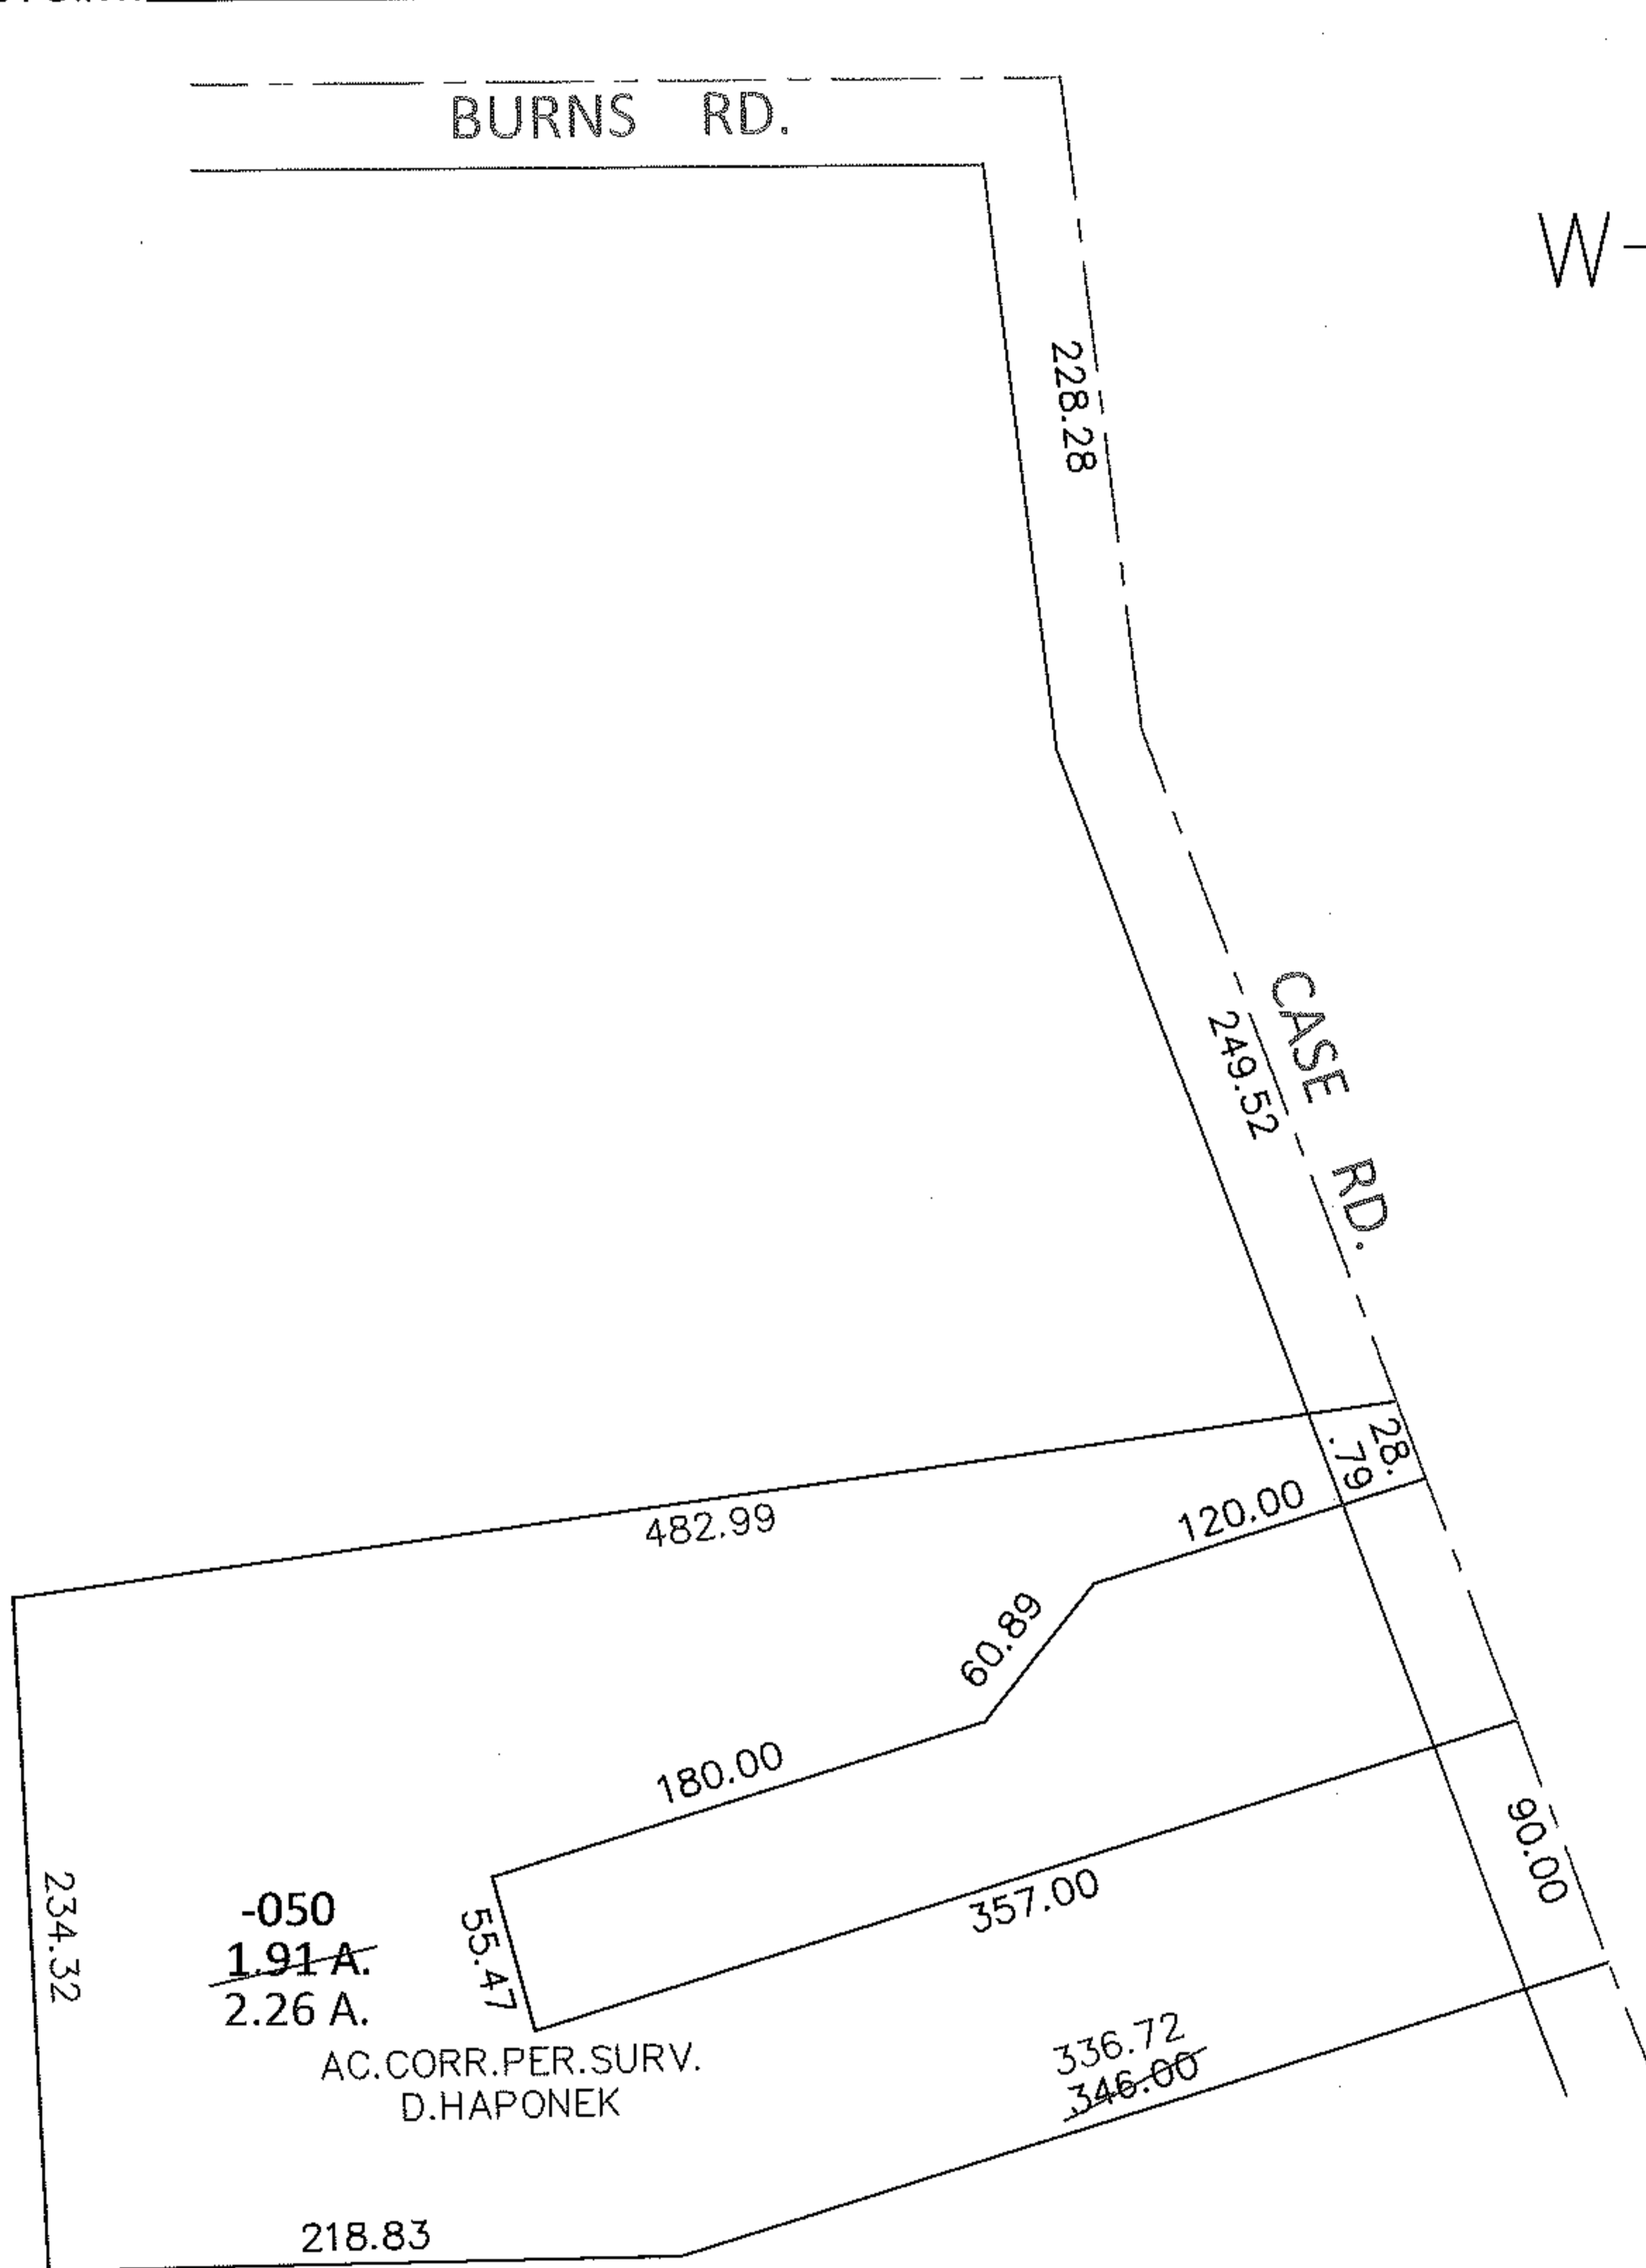 BURNS RD.
W-
228.28
CASE RD.
249.52
28.
.79
120.00
482.99
60.89
180.00
90.00
357.00
55.47
234.32
-050
1.91 A.
2.26 A.
AC.CORR.PER.SURV.
D.HAPONEK
336.72
346.00
218.83